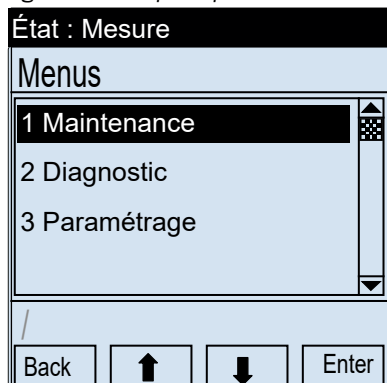 État : Mesure
Menus
1 Maintenance
2 Diagnostic
3 Paramétrage
/
Back Enter